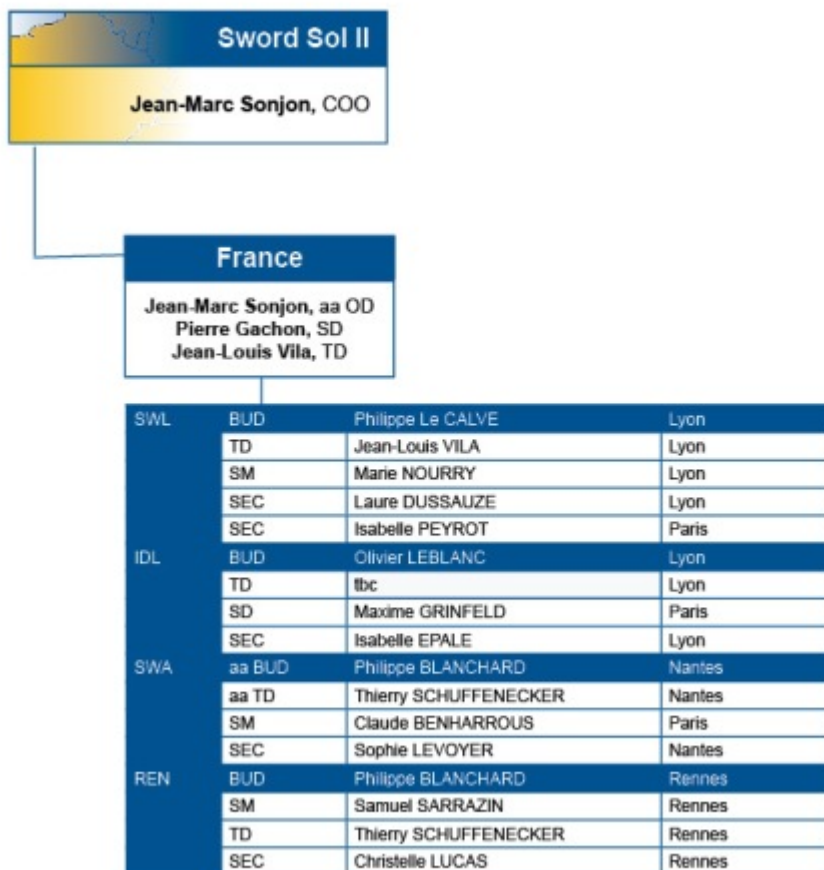 Sword Sol II
Jean-Marc Sonjon, COO
France
Jean-Marc Sonjon, aa OD
Pierre Gachon, SD
Jean-Louis Vila, TD
SWL BUD Philippe Le CALVE Lyon
TD Jean-Louis VILA Lyon
SM Marie NOURRY Lyon
SEC Laure DUSSAUZE Lyon
SEC Isabelle PEYROT Paris
IDL BUD Olivier LEBLANC Lyon
TD tbc Lyon
SD Maxime GRINFELD Paris
SEC Isabelle EPALE Lyon
SWA aa BUD Philippe BLANCHARD Nantes
aa TD Thierry SCHUFFENECKER Nantes
SM Claude BENHARROUS Paris
SEC Sophie LEVOYER Nantes
REN BUD Philippe BLANCHARD Rennes
SM Samuel SARRAZIN Rennes
TD Thierry SCHUFFENECKER Rennes
SEC Christelle LUCAS Rennes